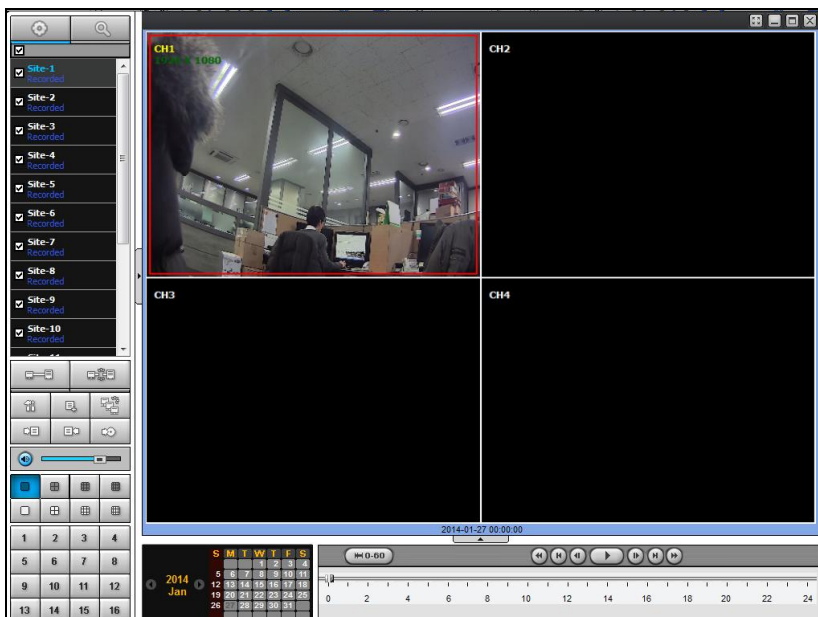 Site-1
Recorded
Site-2
Recorded
Site-3
Recorded
Site-4
Recorded
Site-5
Recorded
Site-6
Recorded
Site-7
Recorded
Site-8
Recorded
Site-9
Recorded
Site-10
Recorded
CH1
CH2
CH3
CH4
2014-01-27 00:00:00
1 2 3 4
5 6 7 8
9 10 11 12
13 14 15 16
2014
Jan
S M T W T F S
1 2 3 4
5 6 7 8 9 10 11
12 13 14 15 16 17 18
19 20 21 22 23 24 25
26 27 28 29 30 31
0-60
0 2 4 6 8 10 12 14 16 18 20 22 24